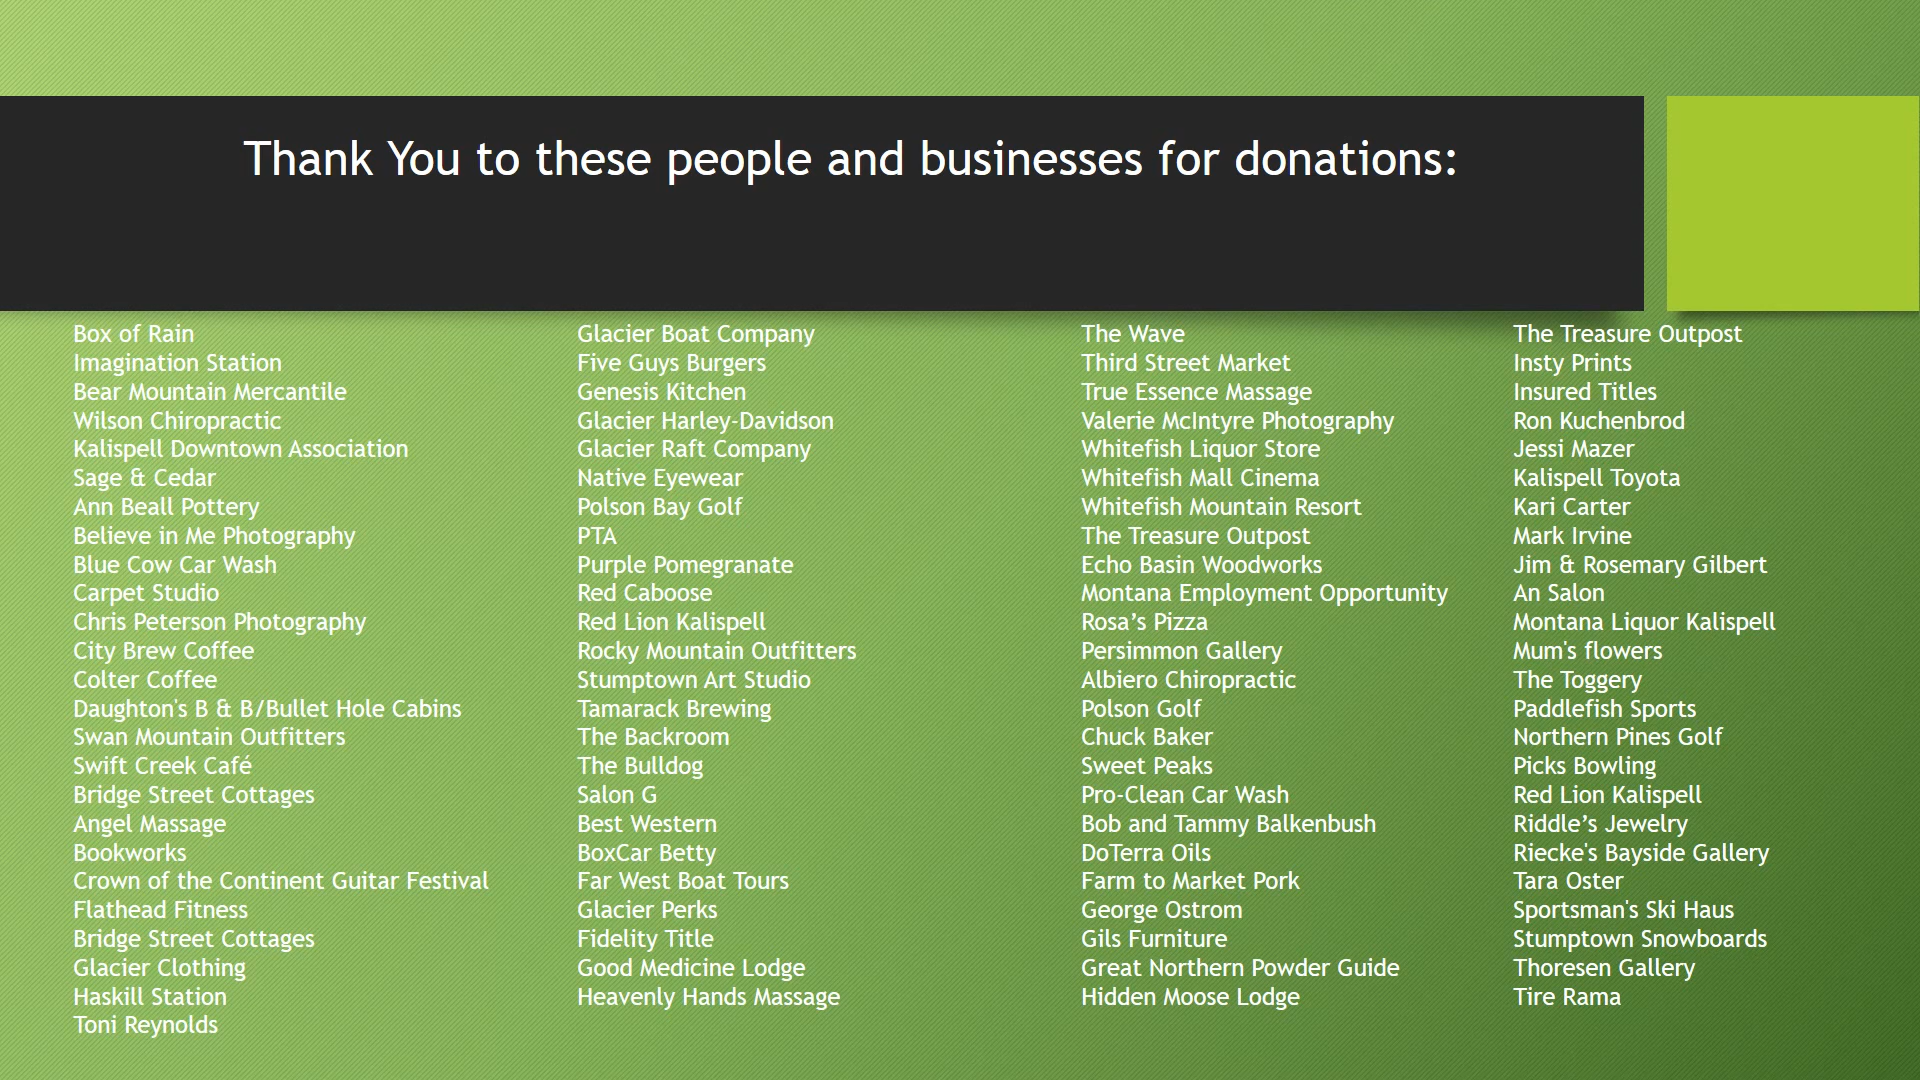 Thank You to these people and businesses for donations:
Box of Rain
Imagination Station
Bear Mountain Mercantile
Wilson Chiropractic
Kalispell Downtown Association
Sage & Cedar
Ann Beall Pottery
Believe in Me Photography
Blue Cow Car Wash
Carpet Studio
Chris Peterson Photography
City Brew Coffee
Colter Coffee
Daughton's B & B/Bullet Hole Cabins
Swan Mountain Outfitters
Swift Creek Café
Bridge Street Cottages
Angel Massage
Bookworks
Crown of the Continent Guitar Festival
Flathead Fitness
Bridge Street Cottages
Glacier Clothing
Haskill Station
Toni Reynolds
Glacier Boat Company
Five Guys Burgers
Genesis Kitchen
Glacier Harley-Davidson
Glacier Raft Company
Native Eyewear
Polson Bay Golf
PTA
Purple Pomegranate
Red Caboose
Red Lion Kalispell
Rocky Mountain Outfitters
Stumptown Art Studio
Tamarack Brewing
The Backroom
The Bulldog
Salon G
Best Western
BoxCar Betty
Far West Boat Tours
Glacier Perks
Fidelity Title
Good Medicine Lodge
Heavenly Hands Massage
The Wave
Third Street Market
True Essence Massage
Valerie McIntyre Photography
Whitefish Liquor Store
Whitefish Mall Cinema
Whitefish Mountain Resort
The Treasure Outpost
Echo Basin Woodworks
Montana Employment Opportunity
Rosa’s Pizza
Persimmon Gallery
Albiero Chiropractic
Polson Golf
Chuck Baker
Sweet Peaks
Pro-Clean Car Wash
Bob and Tammy Balkenbush
DoTerra Oils
Farm to Market Pork
George Ostrom
Gils Furniture
Great Northern Powder Guide
Hidden Moose Lodge
The Treasure Outpost
Insty Prints
Insured Titles
Ron Kuchenbrod
Jessi Mazer
Kalispell Toyota
Kari Carter
Mark Irvine
Jim & Rosemary Gilbert
An Salon
Montana Liquor Kalispell
Mum's flowers
The Toggery
Paddlefish Sports
Northern Pines Golf
Picks Bowling
Red Lion Kalispell
Riddle’s Jewelry
Riecke's Bayside Gallery
Tara Oster
Sportsman's Ski Haus
Stumptown Snowboards
Thoresen Gallery
Tire Rama